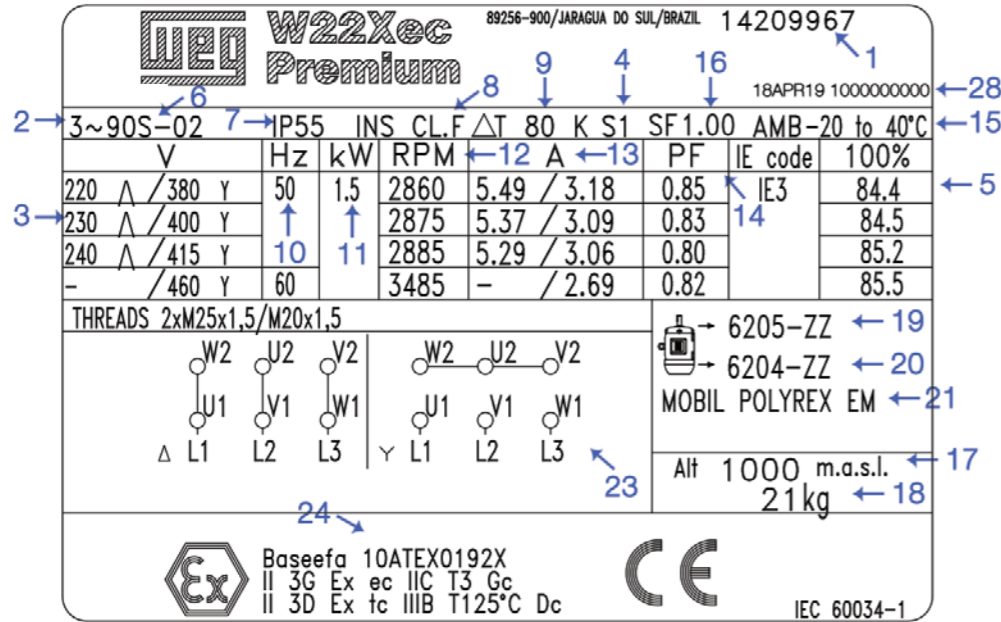 WEG W22Xec 89256-900/JARAGUA DO SUL/BRAZIL 14209967
Premium
1
16
4
9
8
6
18APR19 1000000000 28
2 3~90S-02 7 IP55 INS CL.F △T 80 K S1 SF1.00 AMB-20 to 40°C 15
V Hz kW RPM 12 A 13 PF IE code 100%
220 Δ /380 Y 50 1,5 2860 5.49 / 3.18 0.85 IE3 84.4 5
3 230 Δ /400 Y 2875 5.37 / 3.09 0.83 14 84.5
240 Δ /415 Y 10 11 2885 5.29 / 3.06 0.80 85.2
- /460 Y 60 3485 - / 2.69 0.82 85.5
THREADS 2xM25x1,5/M20x1,5
W2 U2 V2 W2 U2 V2
U1 V1 W1 U1 V1 W1
Δ L1 L2 L3 Y L1 L2 L3
23
6205-ZZ 19
6204-ZZ 20
MOBIL POLYREX EM 21
Alt 1000 m.a.s.l. 17
21kg 18
24
Ex Baseefa 10ATEX0192X CE
II 3G Ex ec IIC T3 Gc
II 3D Ex tc IIIB T125°C Dc
IEC 60034-1